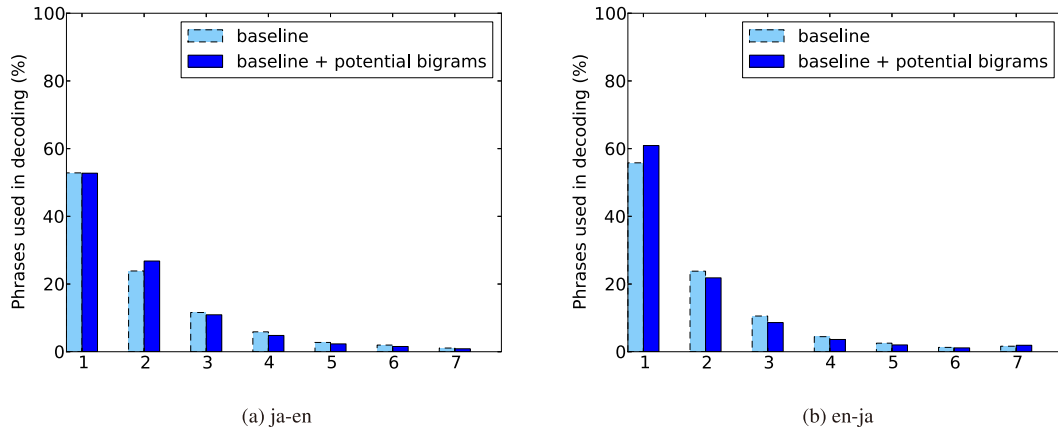 100
80
60
40
20
0
Phrases used in decoding (%)
baseline
baseline + potential bigrams
1 2 3 4 5 6 7
(a) ja-en
100
80
60
40
20
0
Phrases used in decoding (%)
baseline
baseline + potential bigrams
1 2 3 4 5 6 7
(b) en-ja